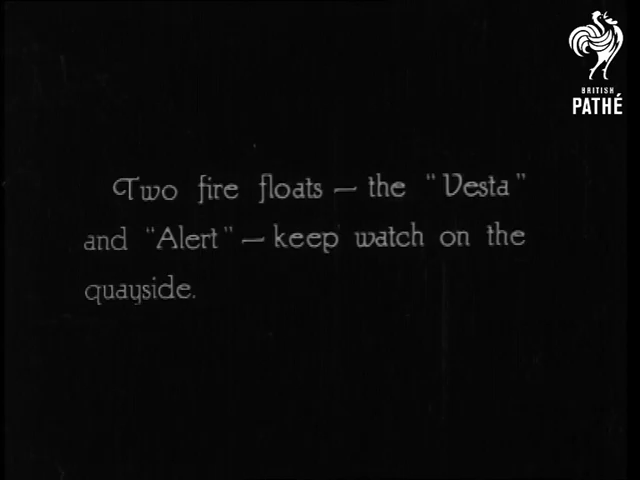 BRITISH
PATHÉ
Two fire floats — the "Vesta"
and "Alert" — keep watch on the
quayside.